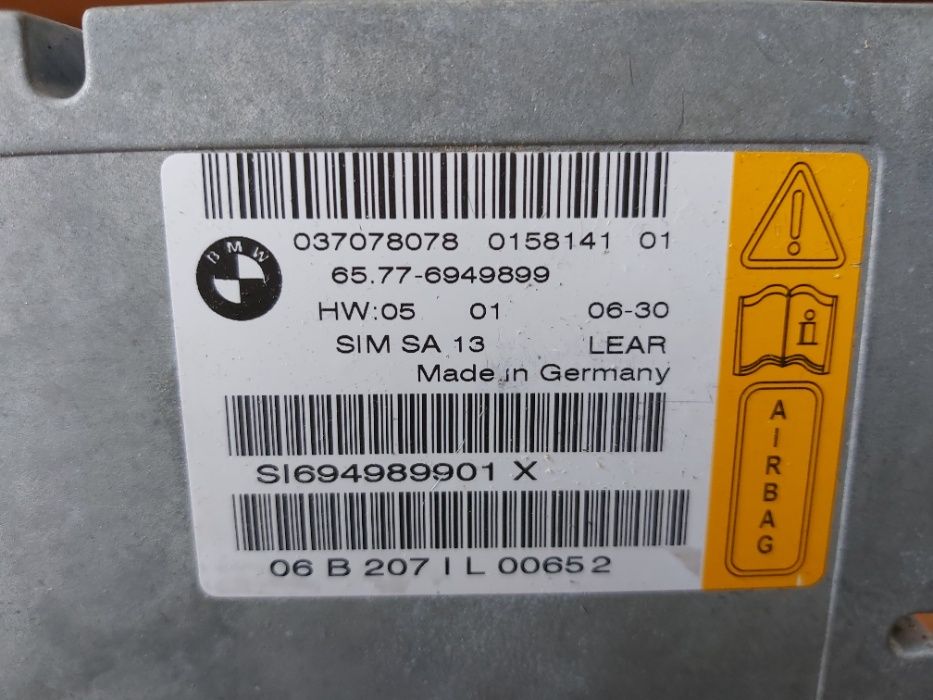 037078078 0158141 01
BMW
65.77-6949899
HW:05 01 06-30
SIM SA 13 LEAR
Made in Germany
SI694989901 X
06 B 207 I L 00652
AIRBAG